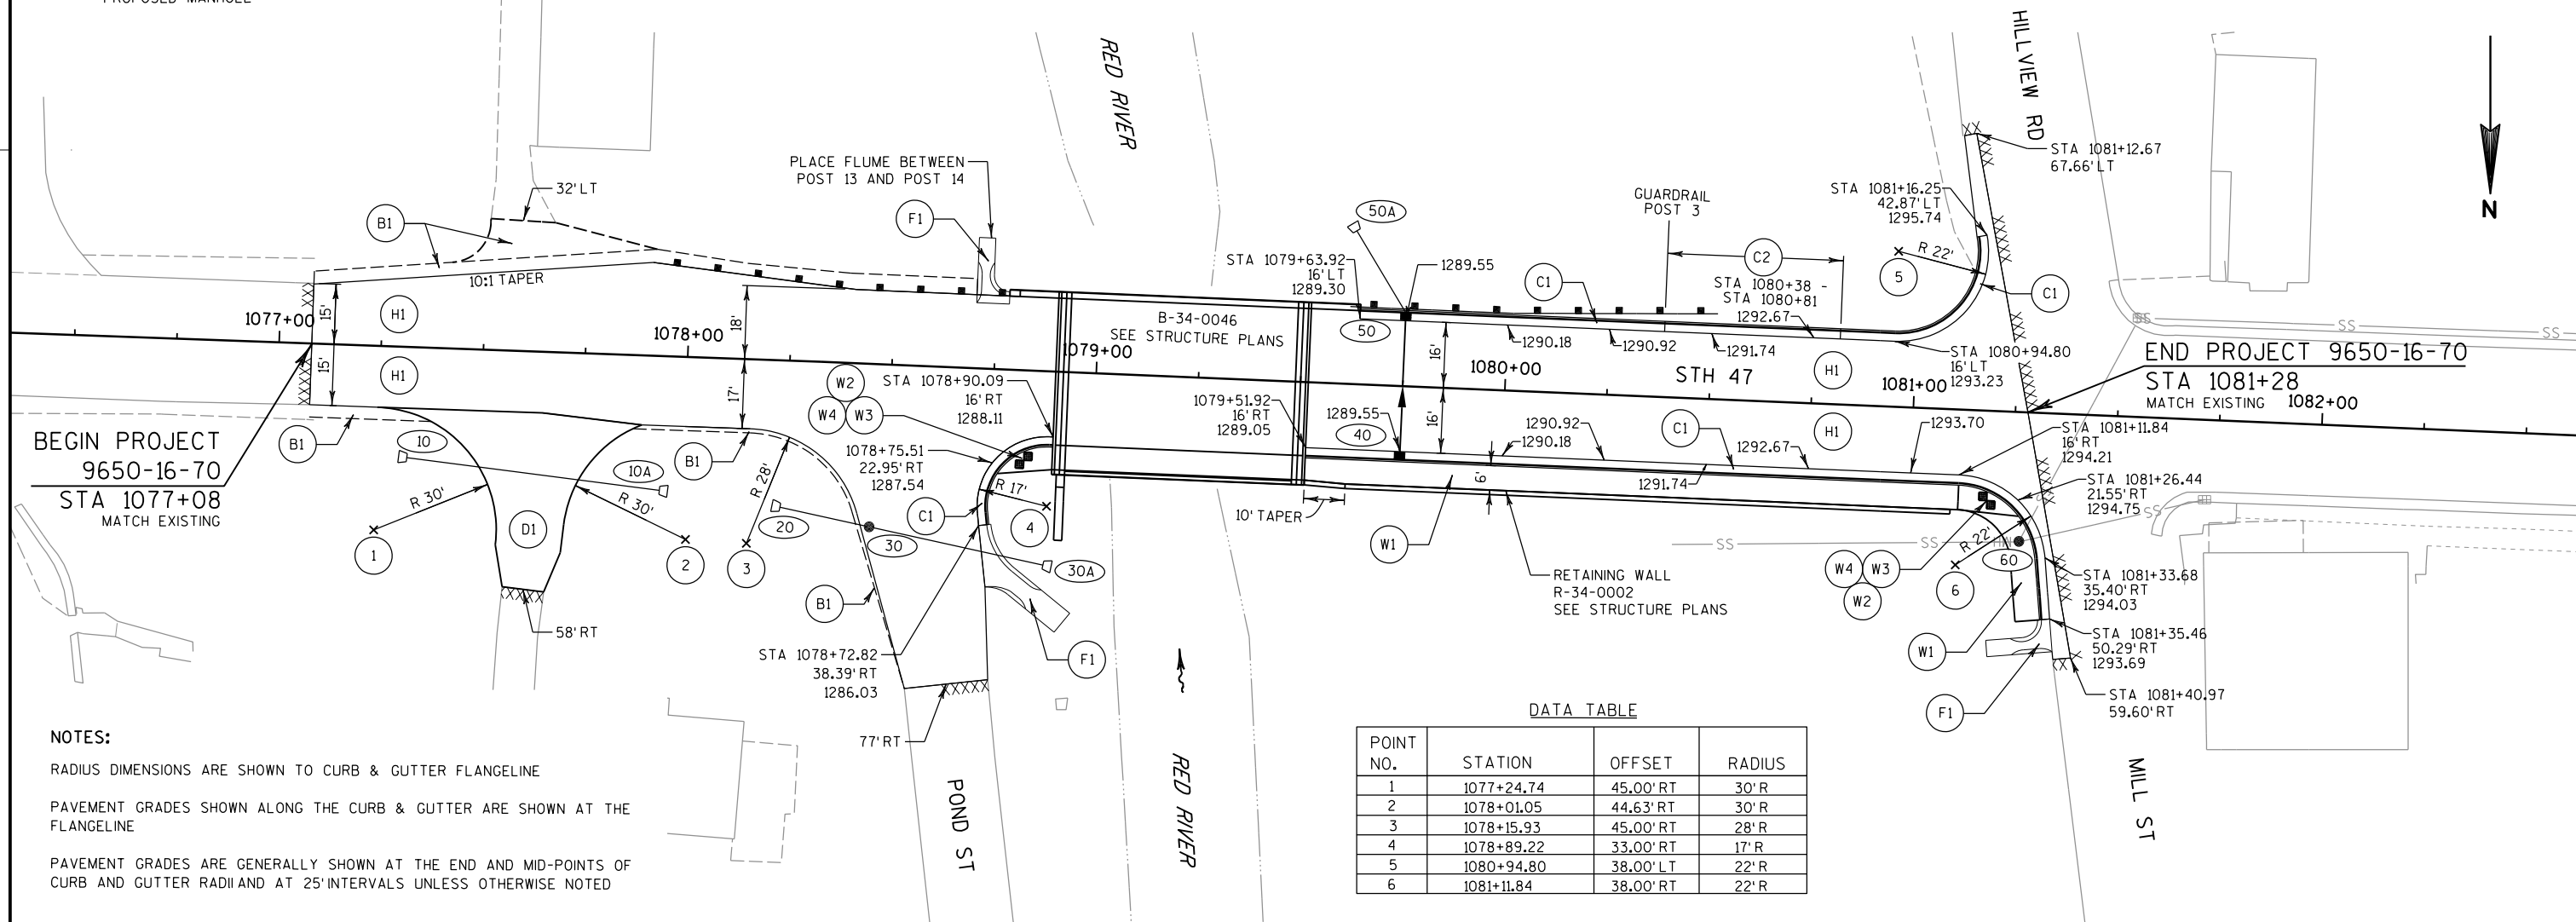 PROPOSED MANHOLE
RED RIVER
HILLVIEW RD
N
PLACE FLUME BETWEEN
POST 13 AND POST 14
32' LT
B1
F1
10:1 TAPER
50A
GUARDRAIL
POST 3
C2
STA 1080+38 -
STA 1080+81
1292.67
STA 1081+16.25
42.87' LT
1295.74
STA 1081+12.67
67.66' LT
R 22'
5
C1
STA 1079+63.92
16' LT
1289.30
1289.55
C1
50
1290.18
1290.92
1291.74
STA 1080+94.80
16' LT
1293.23
1077+00
15'
H1
1078+00
18'
B-34-0046
SEE STRUCTURE PLANS
1079+00
16'
1080+00
STH 47
H1
1081+00
END PROJECT 9650-16-70
STA 1081+28
MATCH EXISTING
1082+00
SS
SS
SS
15'
H1
17'
W2
W4
W3
STA 1078+90.09
16' RT
1288.11
1079+51.92
16' RT
1289.05
1289.55
40
16'
1290.92
1290.18
C1
1292.67
H1
1293.70
STA 1081+11.84
16' RT
1294.21
BEGIN PROJECT
9650-16-70
STA 1077+08
MATCH EXISTING
B1
10
10A
B1
1078+75.51
22.95' RT
1287.54
6'
1291.74
STA 1081+26.44
21.55' RT
1294.75
R 30'
R 30'
R 28'
R 17'
1
D1
2
3
20
30
C1
4
10' TAPER
W1
SS
SS
SS
R 22'
60
30A
B1
RETAINING WALL
R-34-0002
SEE STRUCTURE PLANS
W4
W3
W2
6
STA 1081+33.68
35.40' RT
1294.03
58' RT
STA 1078+72.82
38.39' RT
1286.03
F1
W1
STA 1081+35.46
50.29' RT
1293.69
F1
STA 1081+40.97
59.60' RT
77' RT
POND ST
RED RIVER
MILL ST
NOTES:
RADIUS DIMENSIONS ARE SHOWN TO CURB & GUTTER FLANGELINE
PAVEMENT GRADES SHOWN ALONG THE CURB & GUTTER ARE SHOWN AT THE
FLANGELINE
PAVEMENT GRADES ARE GENERALLY SHOWN AT THE END AND MID-POINTS OF
CURB AND GUTTER RADII AND AT 25' INTERVALS UNLESS OTHERWISE NOTED
DATA TABLE
POINT
NO. STATION OFFSET RADIUS
1 1077+24.74 45.00' RT 30' R
2 1078+01.05 44.63' RT 30' R
3 1078+15.93 45.00' RT 28' R
4 1078+89.22 33.00' RT 17' R
5 1080+94.80 38.00' LT 22' R
6 1081+11.84 38.00' RT 22' R